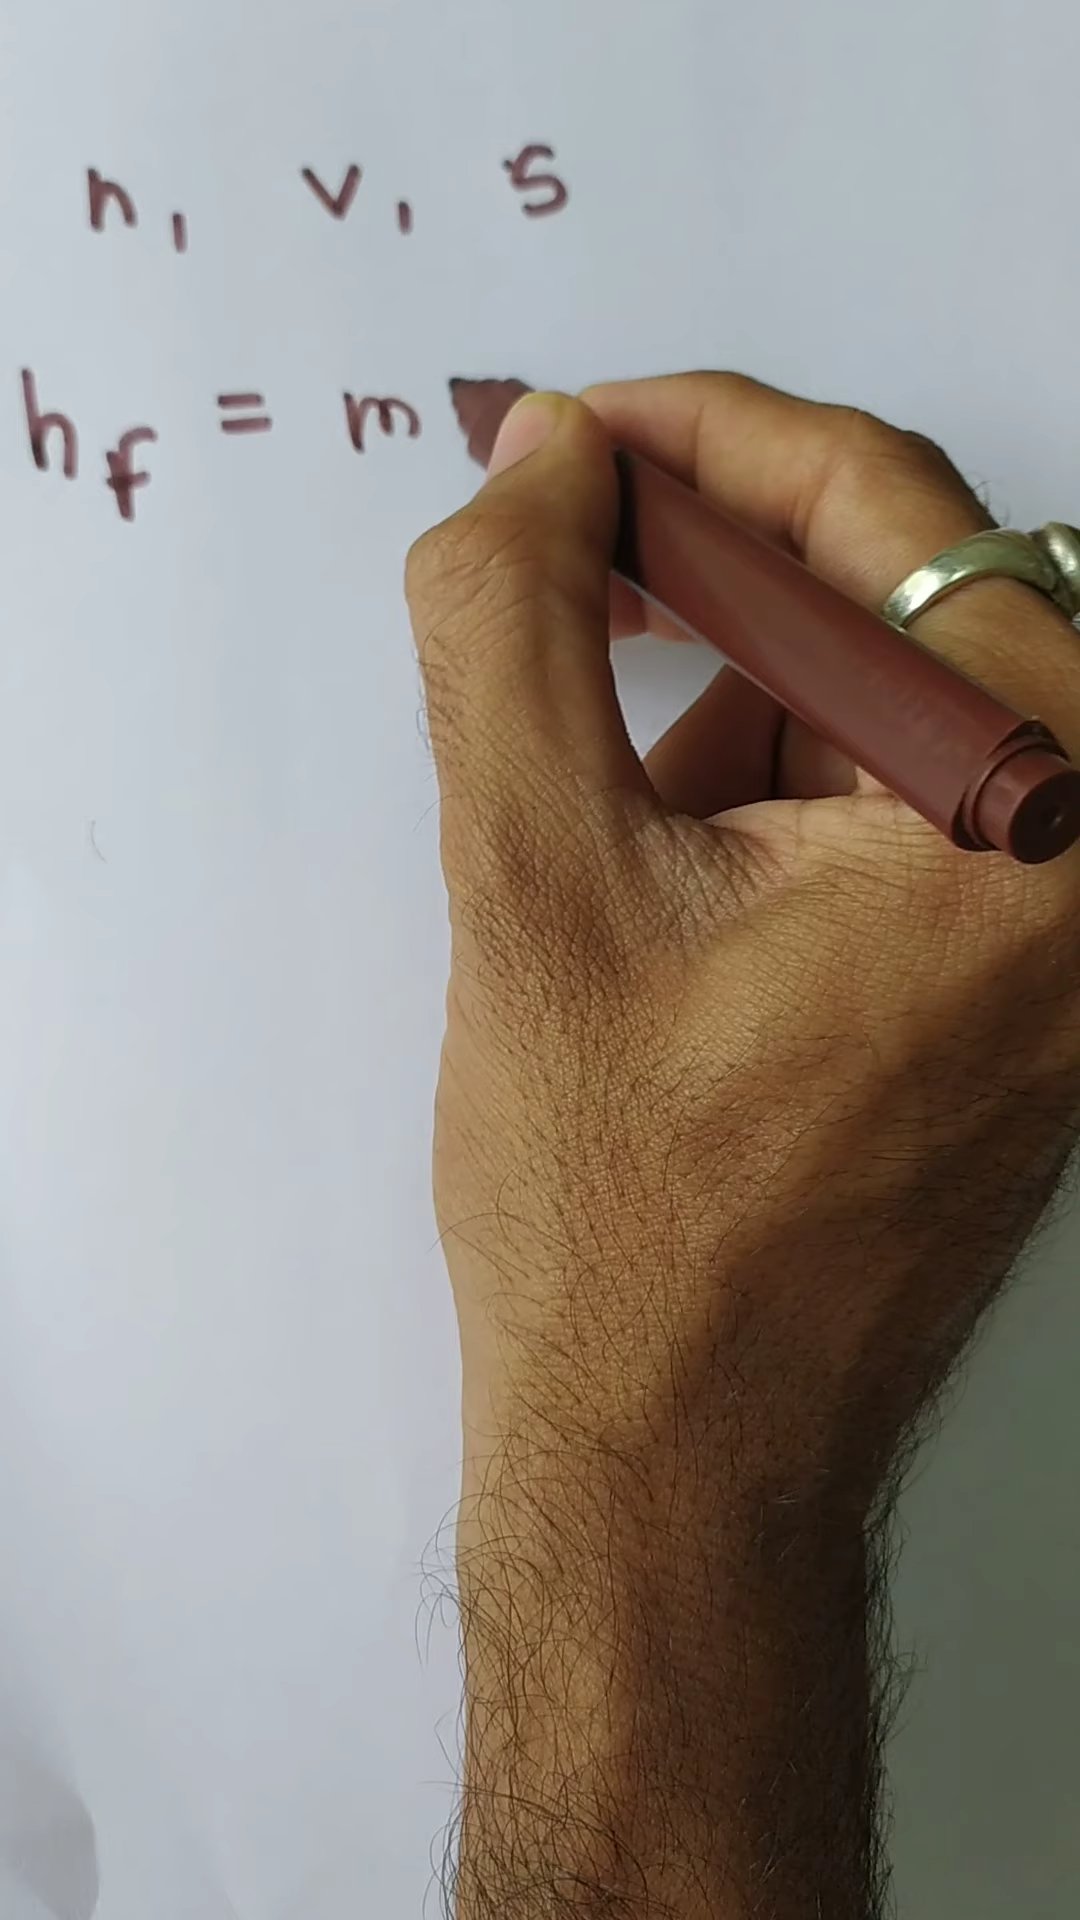 h, v, s
hf = m